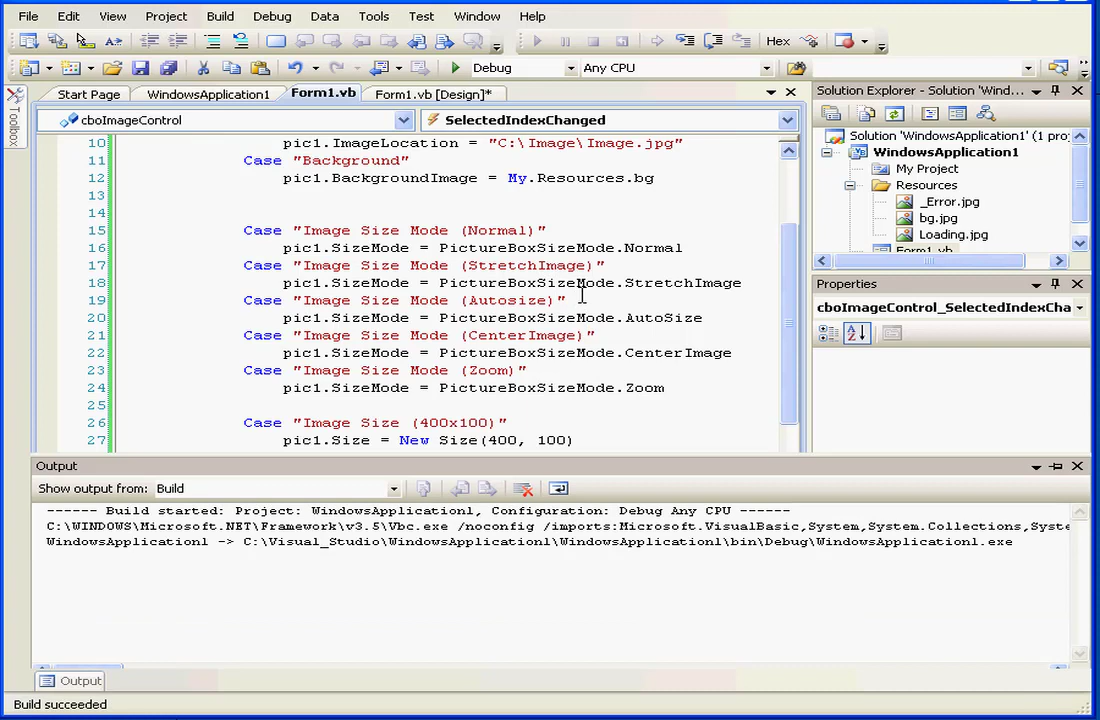 File Edit View Project Build Debug Data Tools Test Window Help
Hex
Debug Any CPU
Toolbox
Start Page WindowsApplication1 Form1.vb Form1.vb [Design]*
cboImageControl SelectedIndexChanged
10 pic1.ImageLocation = "C:\Image\Image.jpg"
11 Case "Background"
12 pic1.BackgroundImage = My.Resources.bg
13
14
15 Case "Image Size Mode (Normal)"
16 pic1.SizeMode = PictureBoxSizeMode.Normal
17 Case "Image Size Mode (StretchImage)"
18 pic1.SizeMode = PictureBoxSizeMode.StretchImage
19 Case "Image Size Mode (Autosize)"
20 pic1.SizeMode = PictureBoxSizeMode.AutoSize
21 Case "Image Size Mode (CenterImage)"
22 pic1.SizeMode = PictureBoxSizeMode.CenterImage
23 Case "Image Size Mode (Zoom)"
24 pic1.SizeMode = PictureBoxSizeMode.Zoom
25
26 Case "Image Size (400x100)"
27 pic1.Size = New Size(400, 100)
Solution Explorer - Solution 'Wind...
Solution 'WindowsApplication1' (1 proj
WindowsApplication1
My Project
Resources
_Error.jpg
bg.jpg
Loading.jpg
Form1.vb
Properties
cboImageControl_SelectedIndexCha
Output
Show output from: Build
------ Build started: Project: WindowsApplication1, Configuration: Debug Any CPU ------
C:\WINDOWS\Microsoft.NET\Framework\v3.5\Vbc.exe /noconfig /imports:Microsoft.VisualBasic,System,System.Collections,Syste
WindowsApplication1 -> C:\Visual_Studio\WindowsApplication1\WindowsApplication1\bin\Debug\WindowsApplication1.exe
Output
Build succeeded